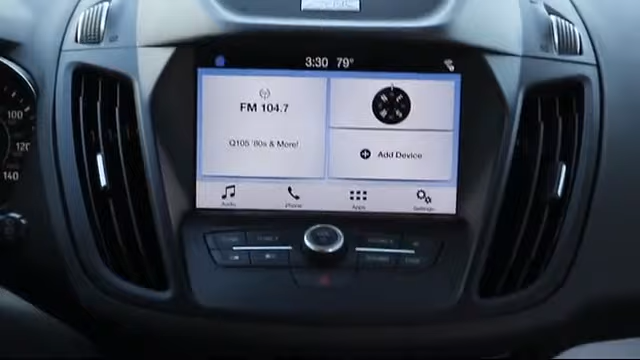 3:30 79°
FM 104.7
Q105 '80s & More!
Add Device
Audio
Phone
Apps
Settings
100
120
140